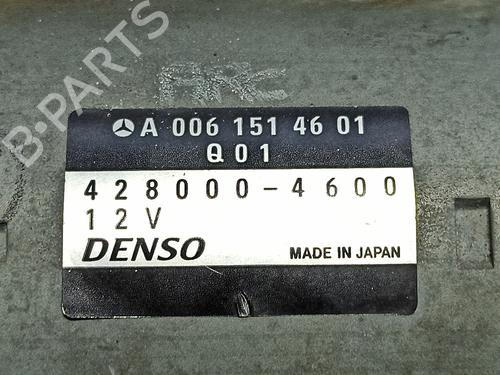 B-PARTS
A 006 151 46 01
Q01
428000-4600
12V
DENSO
MADE IN JAPAN